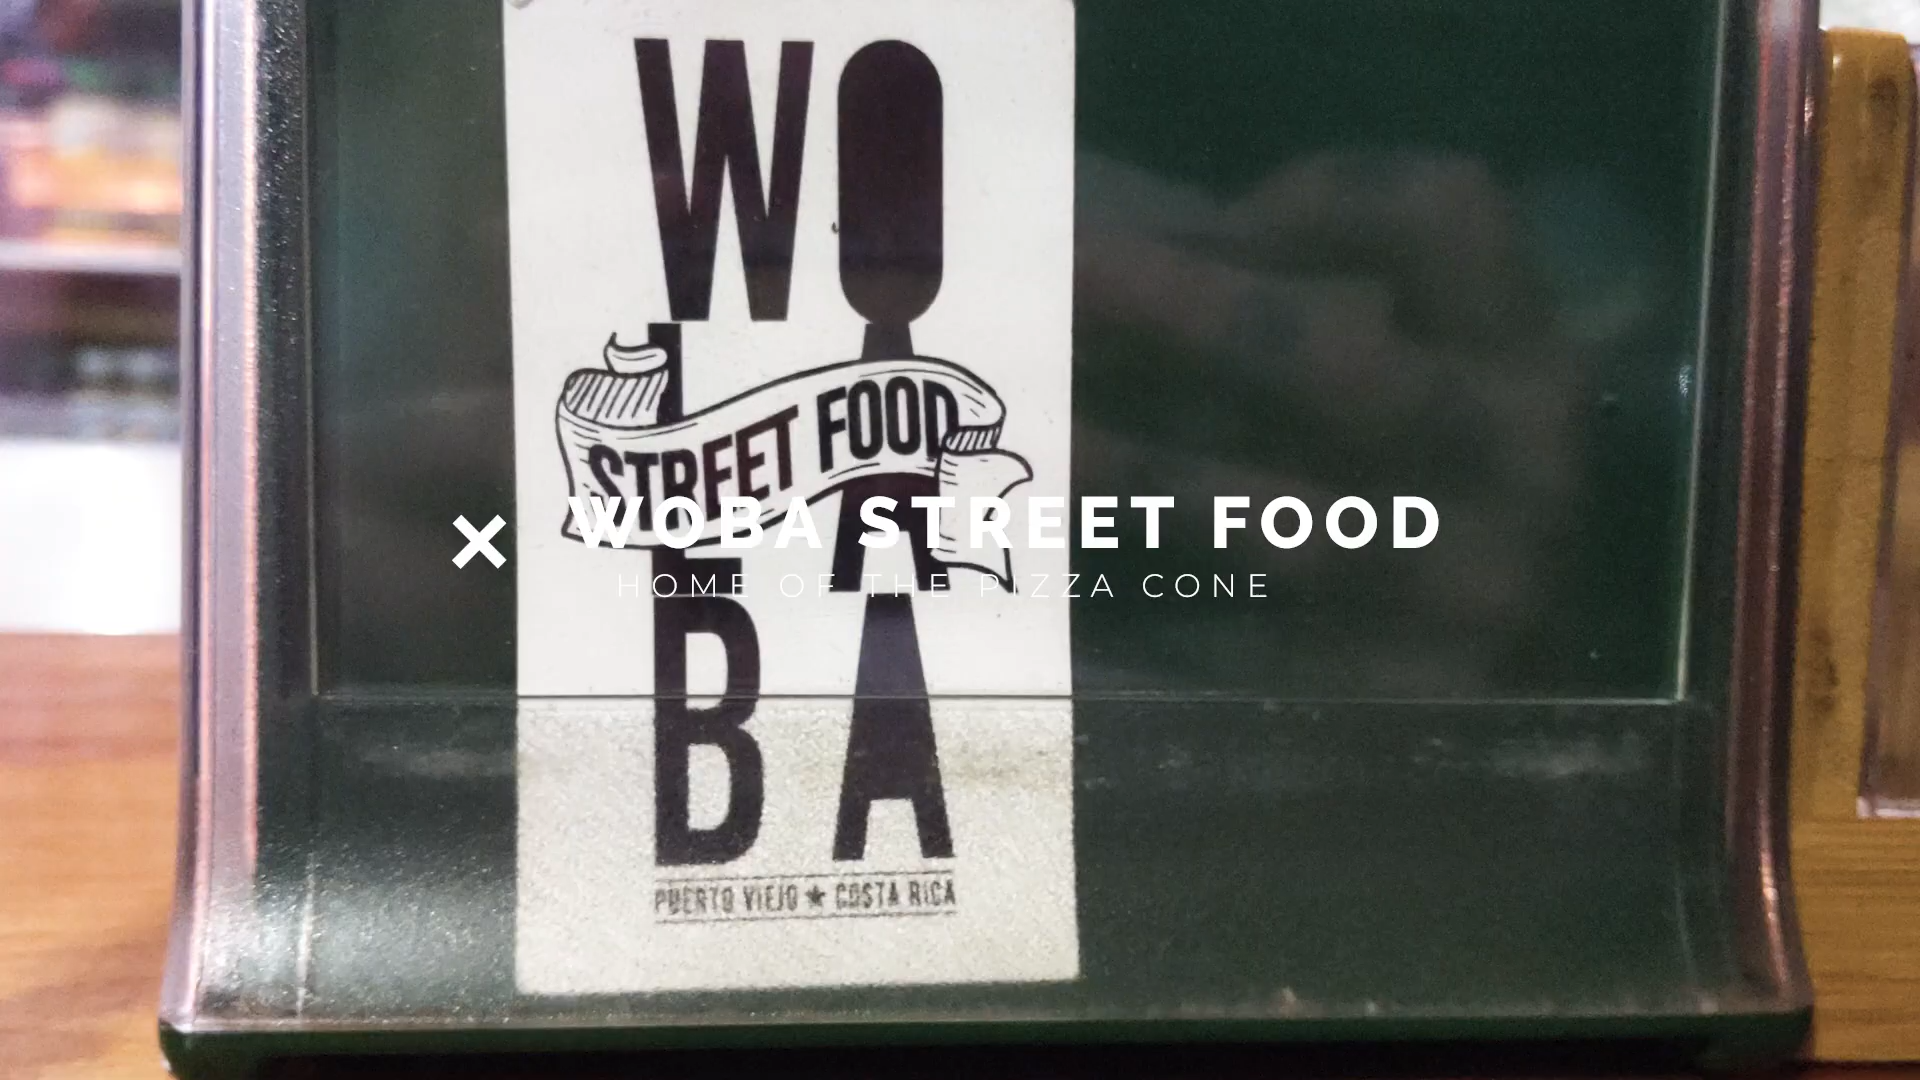 WO
STREET FOOD
WOBA STREET FOOD
HOME OF THE PIZZA CONE
BA
PUERTO VIEJO ★ COSTA RICA